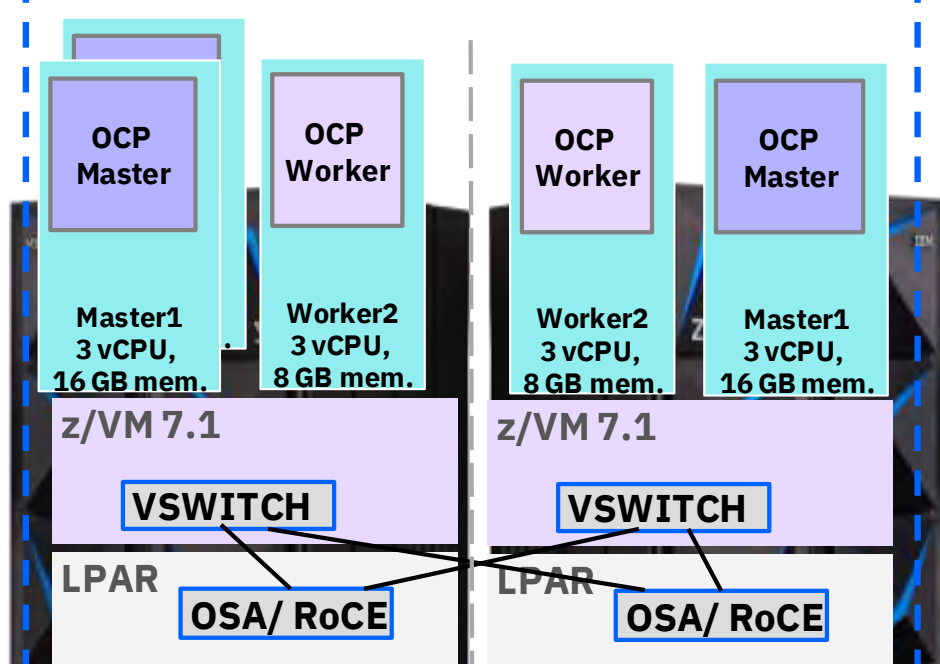 OCP
Master
Master1
3 vCPU,
16 GB mem.
OCP
Worker
Worker2
3 vCPU,
8 GB mem.
OCP
Worker
Worker2
3 vCPU,
8 GB mem.
OCP
Master
Master1
3 vCPU,
16 GB mem.
z/VM 7.1
VSWITCH
LPAR
OSA/ RoCE
z/VM 7.1
VSWITCH
LPAR
OSA/ RoCE